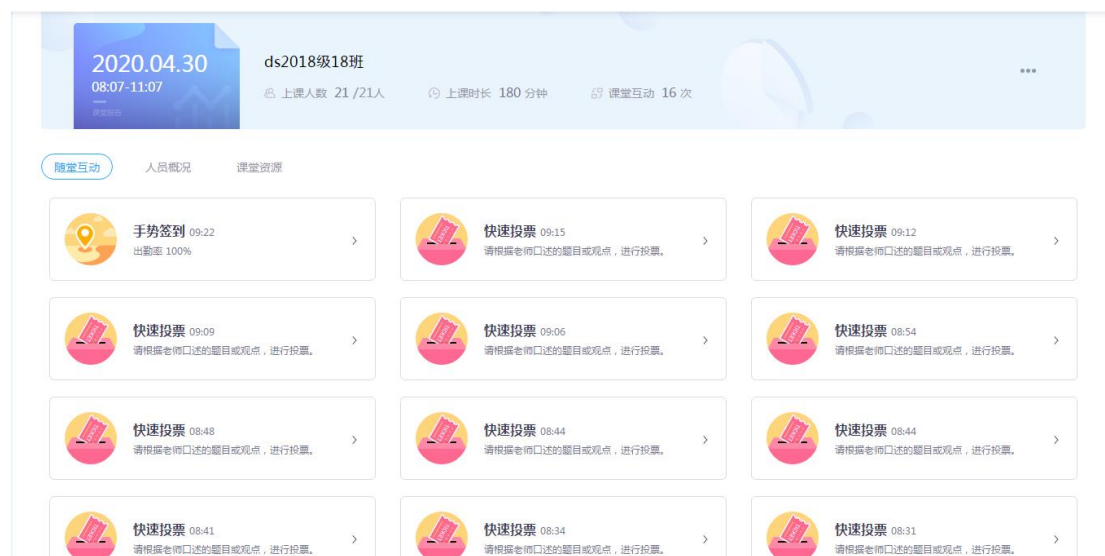 2020.04.30
08:07-11:07
课堂报告
ds2018级18班
上课人数 21 /21人 上课时长 180 分钟 课堂互动 16 次
随堂互动 人员概况 课堂资源
手势签到 09:22
出勤率 100%
快速投票 09:15
请根据老师口述的题目或观点，进行投票。
快速投票 09:12
请根据老师口述的题目或观点，进行投票。
快速投票 09:09
请根据老师口述的题目或观点，进行投票。
快速投票 09:06
请根据老师口述的题目或观点，进行投票。
快速投票 08:54
请根据老师口述的题目或观点，进行投票。
快速投票 08:48
请根据老师口述的题目或观点，进行投票。
快速投票 08:44
请根据老师口述的题目或观点，进行投票。
快速投票 08:44
请根据老师口述的题目或观点，进行投票。
快速投票 08:41
请根据老师口述的题目或观点，进行投票。
快速投票 08:34
请根据老师口述的题目或观点，进行投票。
快速投票 08:31
请根据老师口述的题目或观点，进行投票。